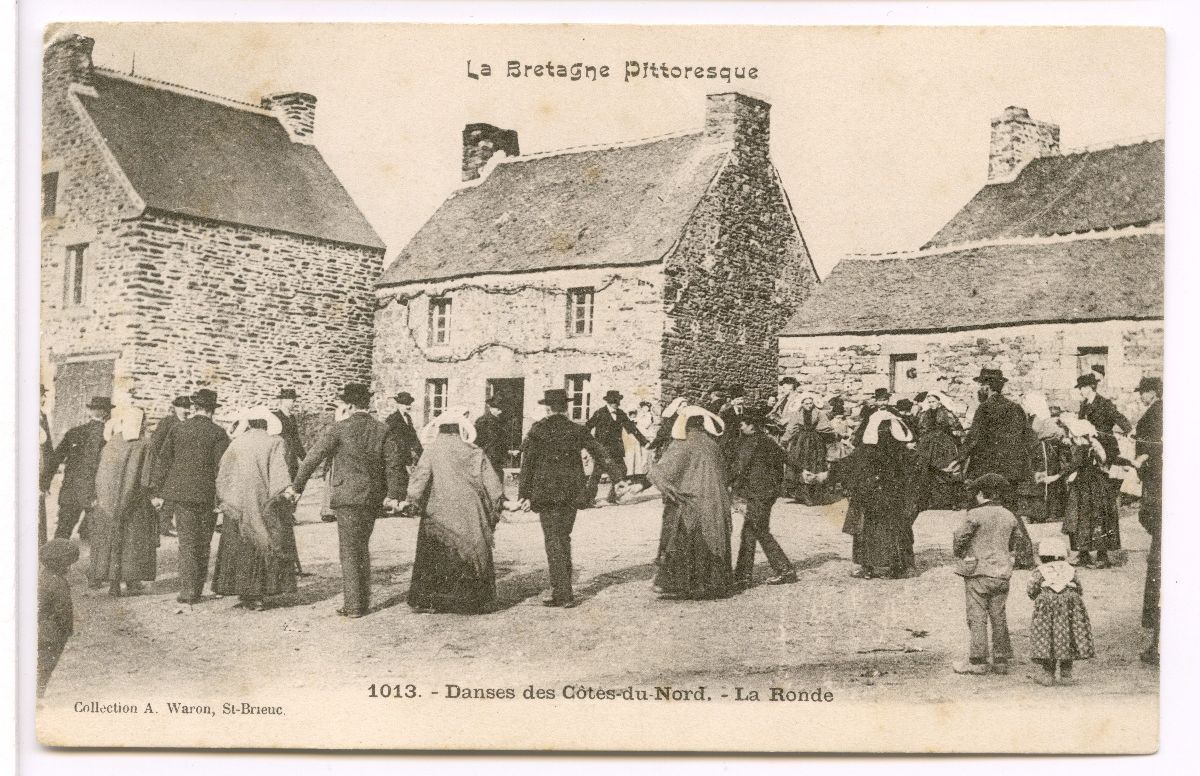 La Bretagne Pittoresque
1013. - Danses des Côtes-du-Nord. - La Ronde
Collection A. Waron, St-Brieuc.